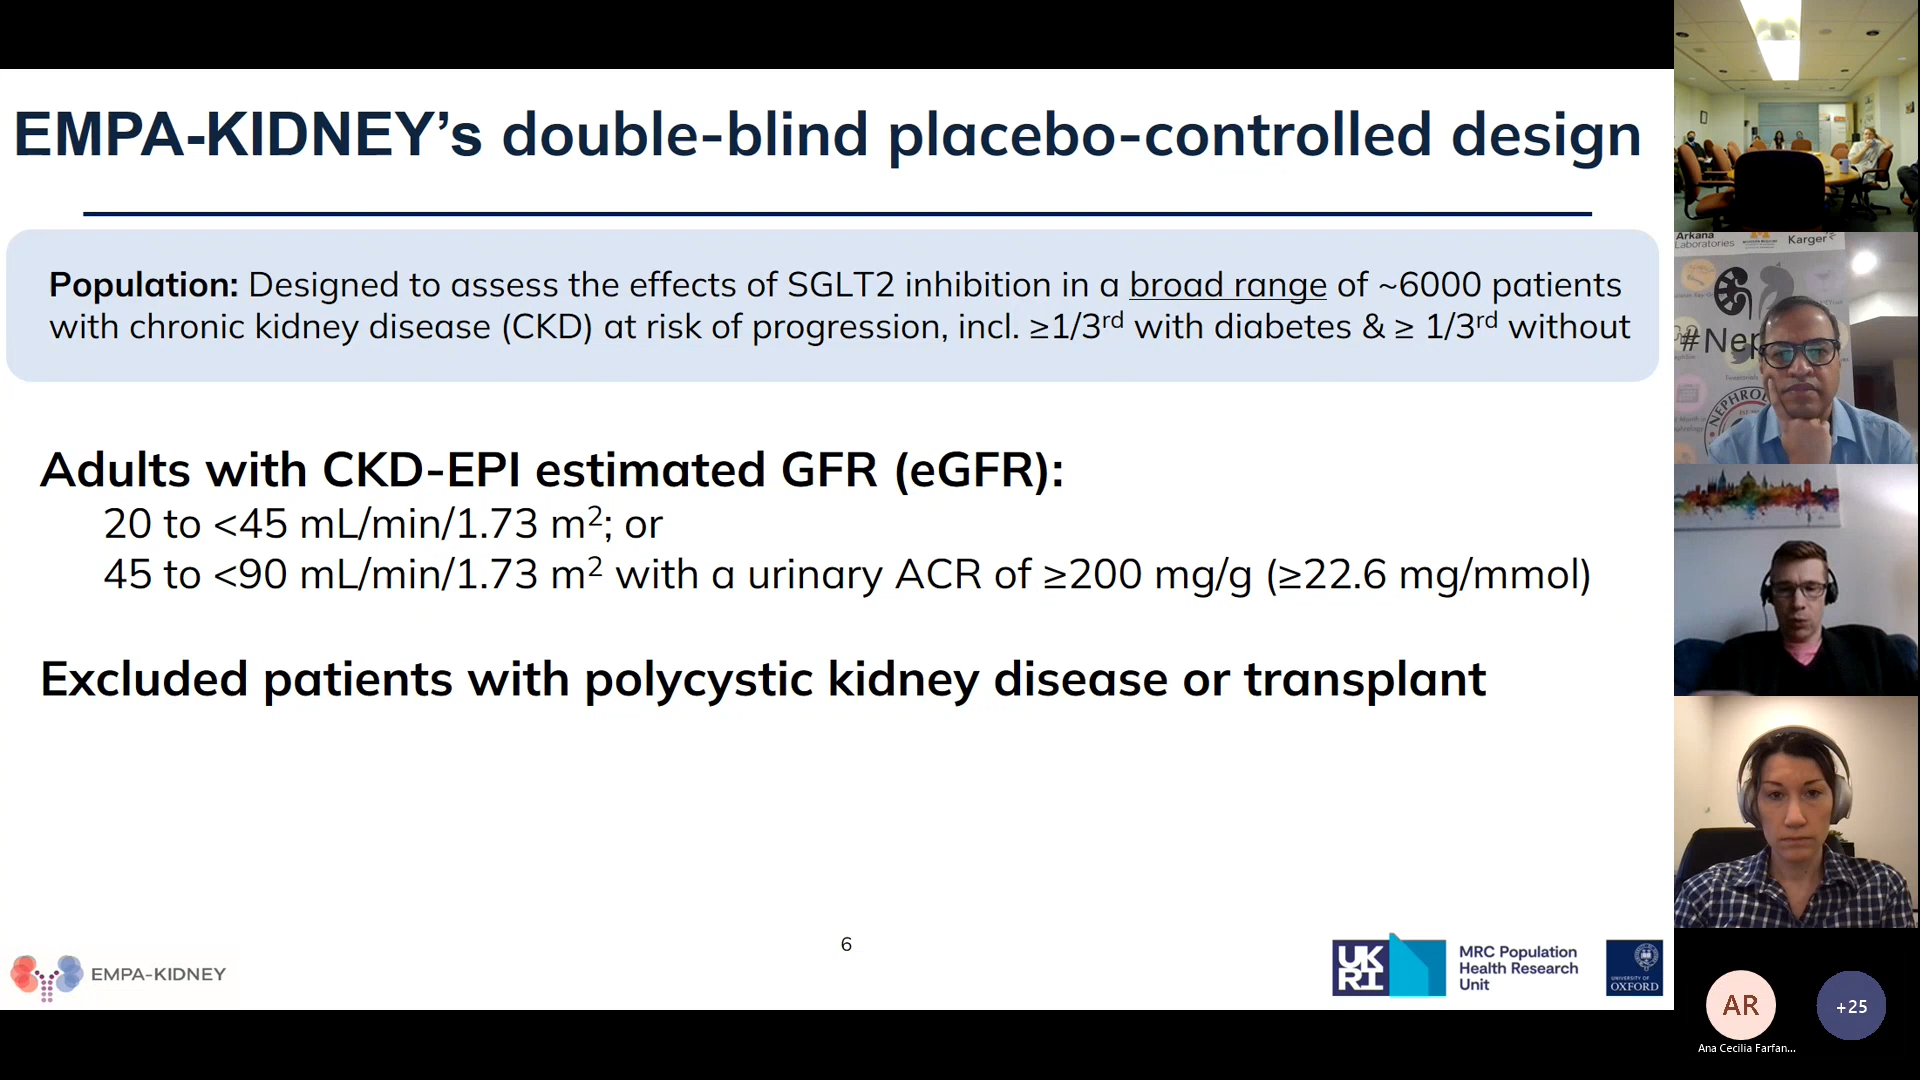 EMPA-KIDNEY’s double-blind placebo-controlled design
Population: Designed to assess the effects of SGLT2 inhibition in a broad range of ~6000 patients
with chronic kidney disease (CKD) at risk of progression, incl. ≥1/3rd with diabetes & ≥ 1/3rd without
Adults with CKD-EPI estimated GFR (eGFR):
20 to <45 mL/min/1.73 m²; or
45 to <90 mL/min/1.73 m² with a urinary ACR of ≥200 mg/g (≥22.6 mg/mmol)
Excluded patients with polycystic kidney disease or transplant
6
EMPA-KIDNEY
UK
RI
MRC Population
Health Research
Unit
UNIVERSITY OF
OXFORD
Arkana
Laboratories
Karger
#Nep
NEPHROL
AR
+25
Ana Cecilia Farfan...